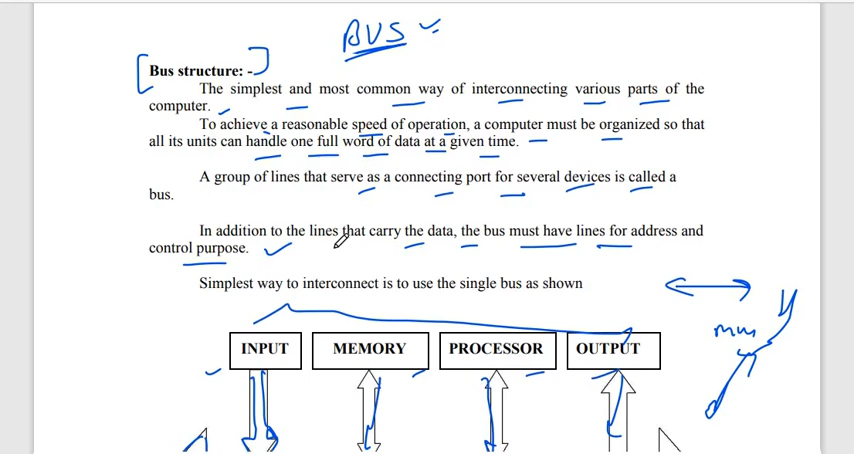 BUS
Bus structure: -
The simplest and most common way of interconnecting various parts of the
computer.
To achieve a reasonable speed of operation, a computer must be organized so that
all its units can handle one full word of data at a given time.
A group of lines that serve as a connecting port for several devices is called a
bus.
In addition to the lines that carry the data, the bus must have lines for address and
control purpose.
Simplest way to interconnect is to use the single bus as shown
INPUT MEMORY PROCESSOR OUTPUT